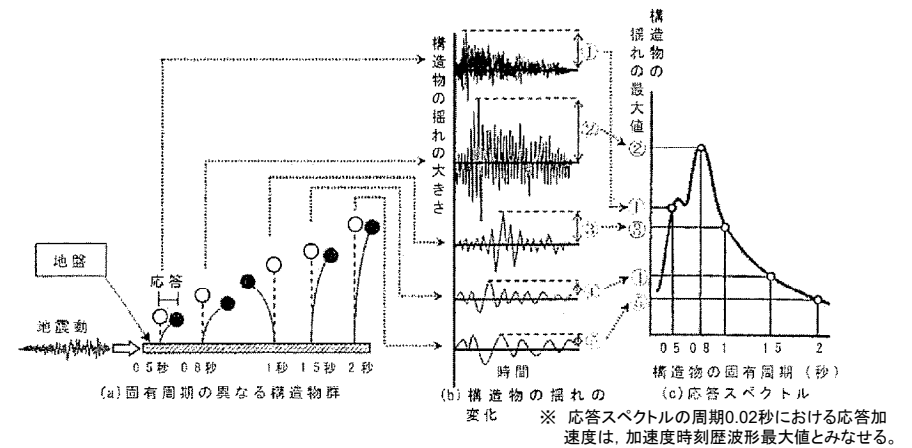 地盤
応答
地震動
0 5秒
0 8秒
1秒
1 5秒
2秒
(a)固有周期の異なる構造物群
構造物の揺れの大きさ
①
②
③
時間
(b)構造物の揺れの
変化
構造物の
揺れの最大値
②
①
③
0 5
0 8
1
1 5
2
構造物の固有周期(秒)
(c)応答スペクトル
※ 応答スペクトルの周期0.02秒における応答加
速度は，加速度時刻歴波形最大値とみなせる。